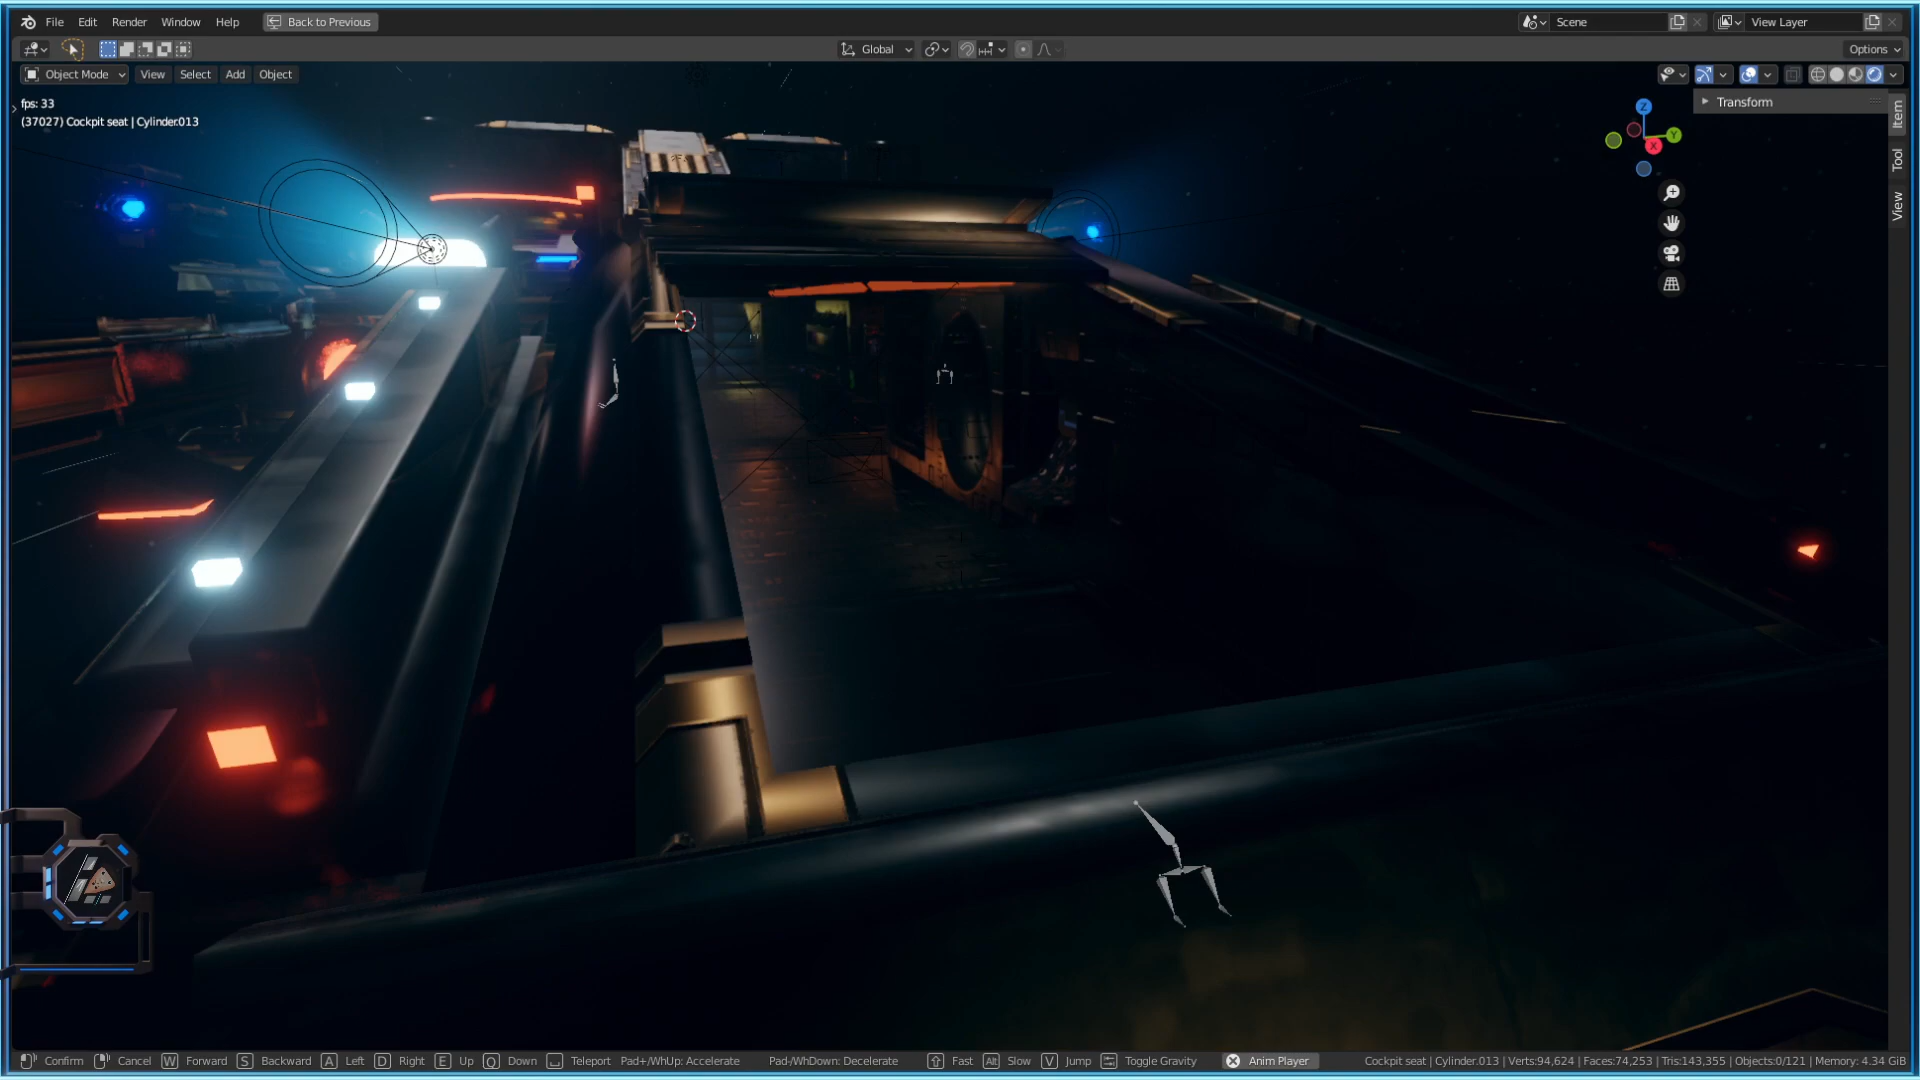 File Edit Render Window Help Back to Previous Scene View Layer
Global Options
Object Mode View Select Add Object
fps: 33
(37027) Cockpit seat | Cylinder.013
Transform
Z
Y
X
Item
Tool
View
Confirm Cancel W Forward S Backward A Left D Right E Up Q Down Teleport Pad+/WhUp: Accelerate Pad-/WhDown: Decelerate Fast Alt Slow V Jump Toggle Gravity Anim Player Cockpit seat | Cylinder.013 | Verts:94,624 | Faces:74,253 | Tris:143,355 | Objects:0/121 | Memory: 4.34 GiB